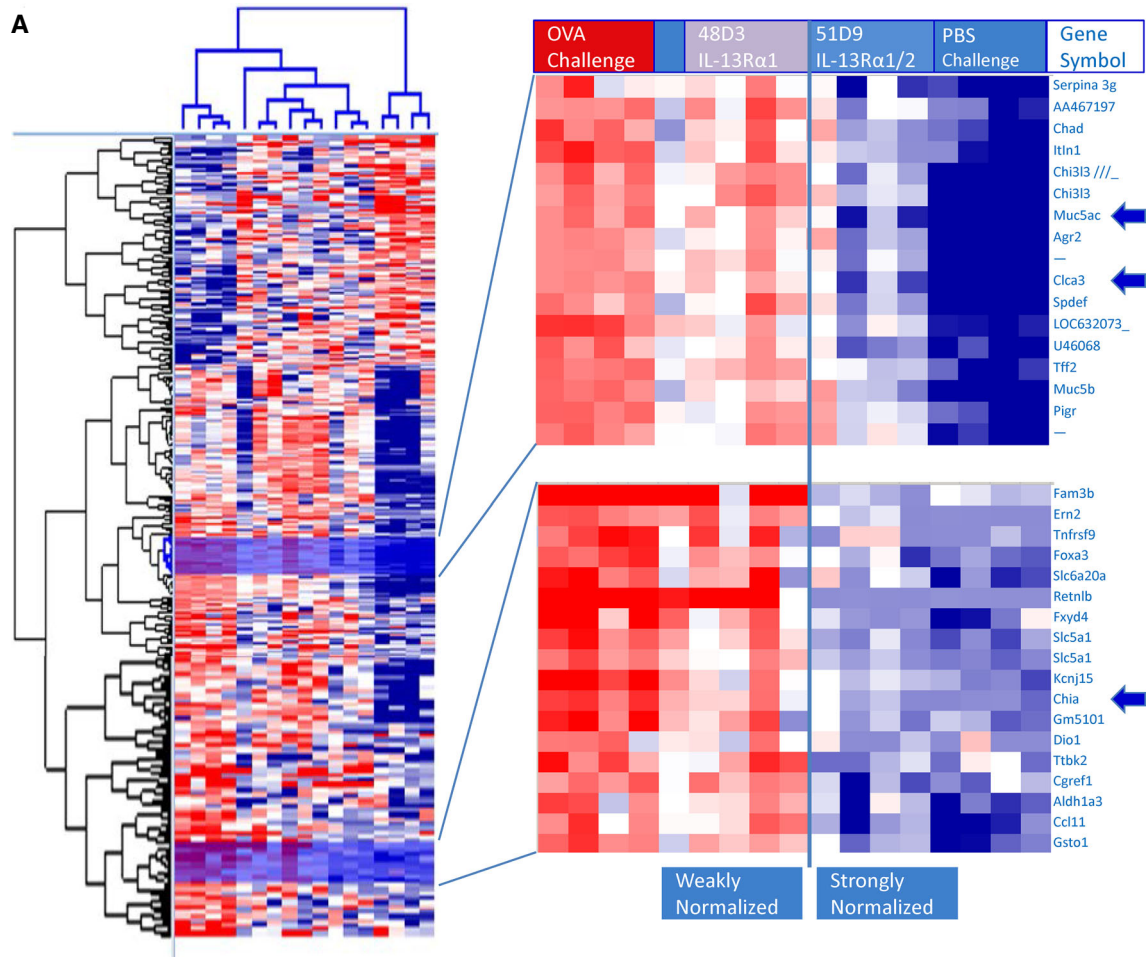 A
OVA
Challenge
48D3
IL-13Rα1
51D9
IL-13Rα1/2
PBS
Challenge
Gene
Symbol
Serpina 3g
AA467197
Chad
Itln1
Chi3l3 ///_
Chi3l3
Muc5ac
Agr2
—
Clca3
Spdef
LOC632073_
U46068
Tff2
Muc5b
Pigr
—
Fam3b
Ern2
Tnfrsf9
Foxa3
Slc6a20a
Retnlb
Fxyd4
Slc5a1
Slc5a1
Kcnj15
Chia
Gm5101
Dio1
Ttbk2
Cgref1
Aldh1a3
Ccl11
Gsto1
Weakly
Normalized
Strongly
Normalized